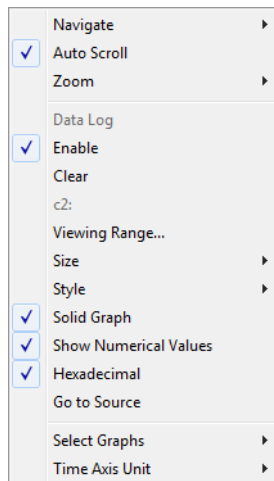 Navigate
Auto Scroll
Zoom
Data Log
Enable
Clear
c2:
Viewing Range...
Size
Style
Solid Graph
Show Numerical Values
Hexadecimal
Go to Source
Select Graphs
Time Axis Unit